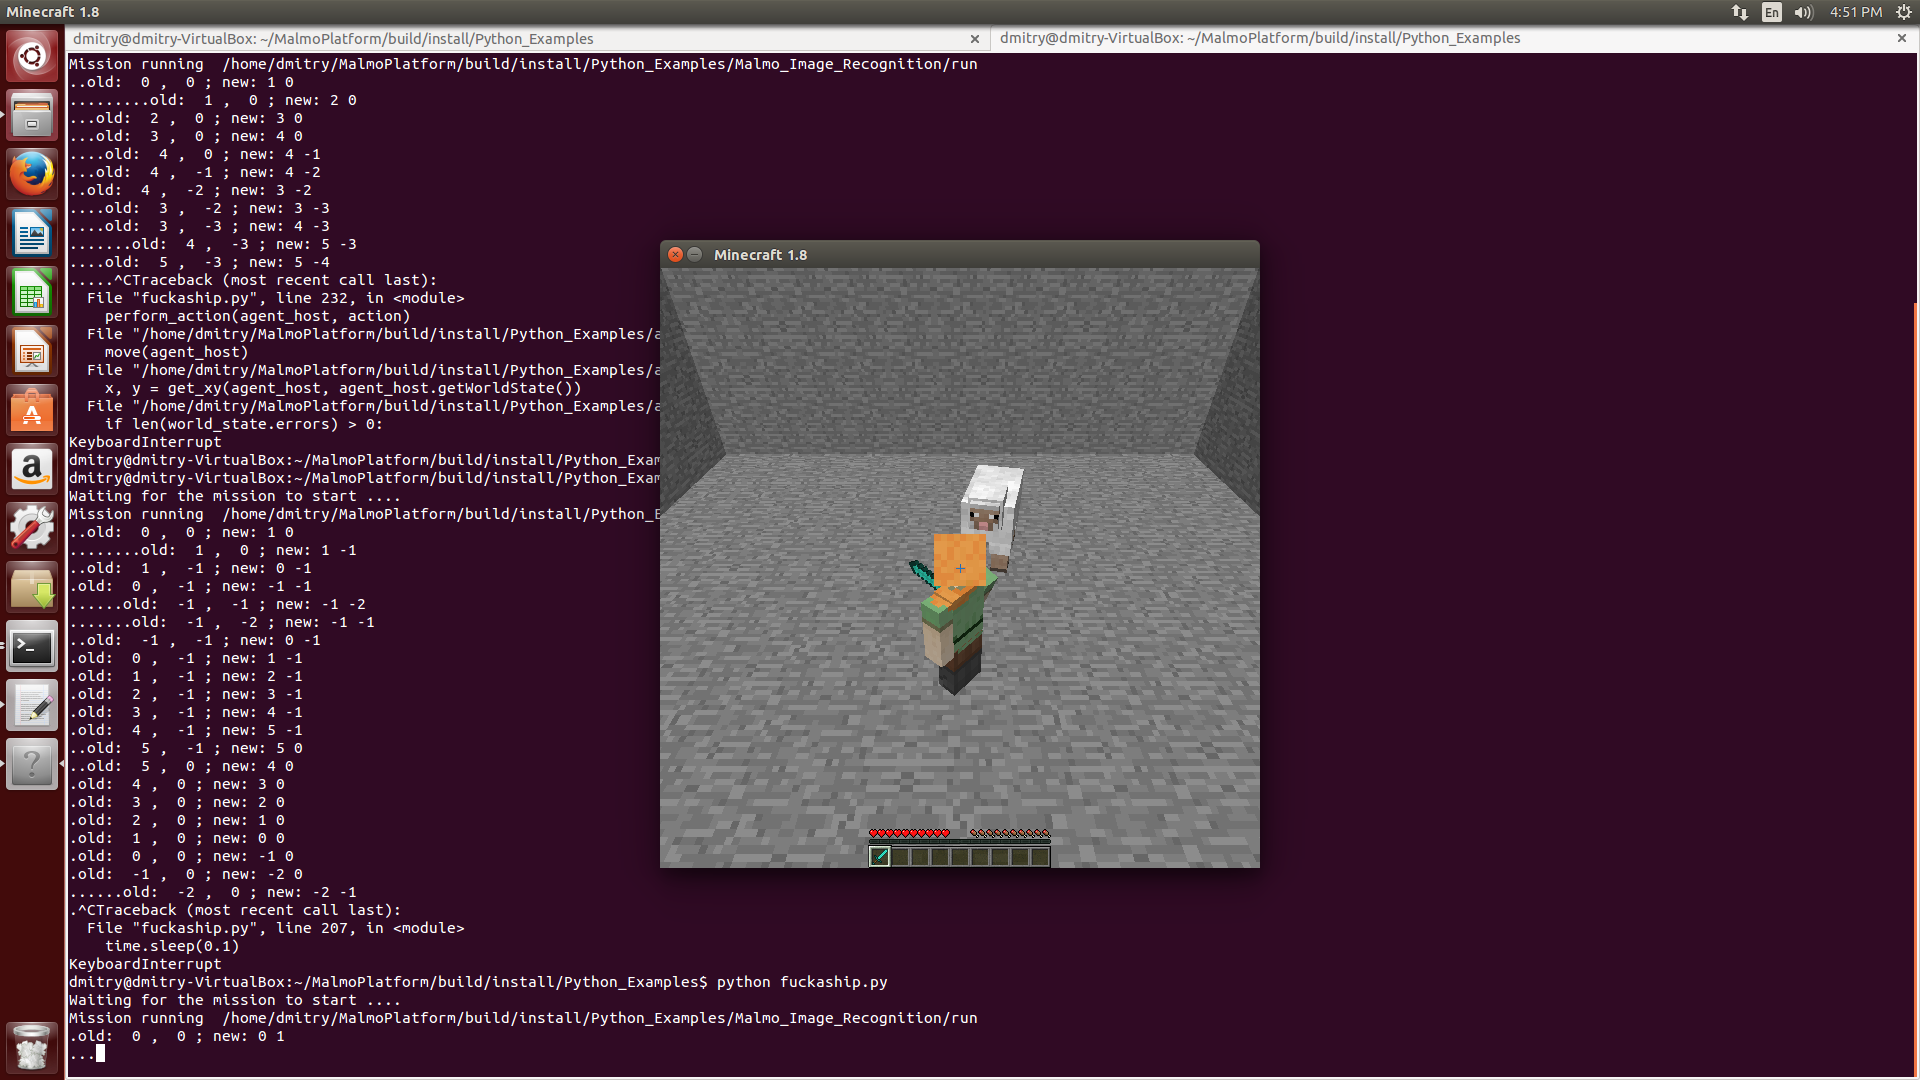 Minecraft 1.8
En
4:51 PM
dmitry@dmitry-VirtualBox: ~/MalmoPlatform/build/install/Python_Examples
dmitry@dmitry-VirtualBox: ~/MalmoPlatform/build/install/Python_Examples
Mission running  /home/dmitry/MalmoPlatform/build/install/Python_Examples/Malmo_Image_Recognition/run
..old:  0 ,  0 ; new: 1 0
.........old:  1 ,  0 ; new: 2 0
...old:  2 ,  0 ; new: 3 0
...old:  3 ,  0 ; new: 4 0
....old:  4 ,  0 ; new: 4 -1
...old:  4 ,  -1 ; new: 4 -2
..old:  4 ,  -2 ; new: 3 -2
....old:  3 ,  -2 ; new: 3 -3
....old:  3 ,  -3 ; new: 4 -3
.......old:  4 ,  -3 ; new: 5 -3
....old:  5 ,  -3 ; new: 5 -4
.....^CTraceback (most recent call last):
  File "fuckaship.py", line 232, in <module>
    perform_action(agent_host, action)
  File "/home/dmitry/MalmoPlatform/build/install/Python_Examples/a
    move(agent_host)
  File "/home/dmitry/MalmoPlatform/build/install/Python_Examples/a
    x, y = get_xy(agent_host, agent_host.getWorldState())
  File "/home/dmitry/MalmoPlatform/build/install/Python_Examples/a
    if len(world_state.errors) > 0:
KeyboardInterrupt
dmitry@dmitry-VirtualBox:~/MalmoPlatform/build/install/Python_Exam
dmitry@dmitry-VirtualBox:~/MalmoPlatform/build/install/Python_Exam
Waiting for the mission to start ....
Mission running  /home/dmitry/MalmoPlatform/build/install/Python_E
..old:  0 ,  0 ; new: 1 0
........old:  1 ,  0 ; new: 1 -1
..old:  1 ,  -1 ; new: 0 -1
.old:  0 ,  -1 ; new: -1 -1
......old:  -1 ,  -1 ; new: -1 -2
.......old:  -1 ,  -2 ; new: -1 -1
..old:  -1 ,  -1 ; new: 0 -1
.old:  0 ,  -1 ; new: 1 -1
.old:  1 ,  -1 ; new: 2 -1
.old:  2 ,  -1 ; new: 3 -1
.old:  3 ,  -1 ; new: 4 -1
.old:  4 ,  -1 ; new: 5 -1
..old:  5 ,  -1 ; new: 5 0
..old:  5 ,  0 ; new: 4 0
.old:  4 ,  0 ; new: 3 0
.old:  3 ,  0 ; new: 2 0
.old:  2 ,  0 ; new: 1 0
.old:  1 ,  0 ; new: 0 0
.old:  0 ,  0 ; new: -1 0
.old:  -1 ,  0 ; new: -2 0
......old:  -2 ,  0 ; new: -2 -1
.^CTraceback (most recent call last):
  File "fuckaship.py", line 207, in <module>
    time.sleep(0.1)
KeyboardInterrupt
dmitry@dmitry-VirtualBox:~/MalmoPlatform/build/install/Python_Examples$ python fuckaship.py
Waiting for the mission to start ....
Mission running  /home/dmitry/MalmoPlatform/build/install/Python_Examples/Malmo_Image_Recognition/run
.old:  0 ,  0 ; new: 0 1
...
Minecraft 1.8